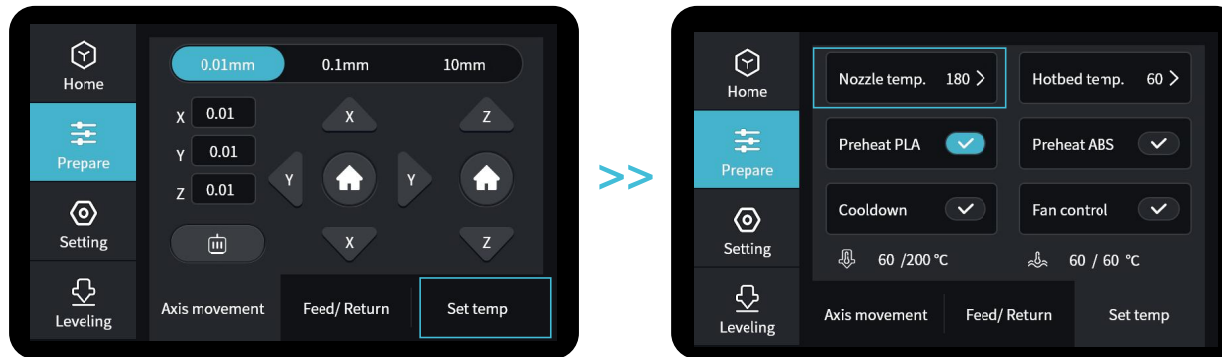 Home
Prepare
Setting
Leveling
0.01mm 0.1mm 10mm
X 0.01
Y 0.01
Z 0.01
X
Z
Y
Y
X
Z
Axis movement Feed/ Return Set temp
>>
Home
Prepare
Setting
Leveling
Nozzle temp. 180 > Hotbed temp. 60 >
Preheat PLA Preheat ABS
Cooldown Fan control
60 /200 °C 60 / 60 °C
Axis movement Feed/ Return Set temp